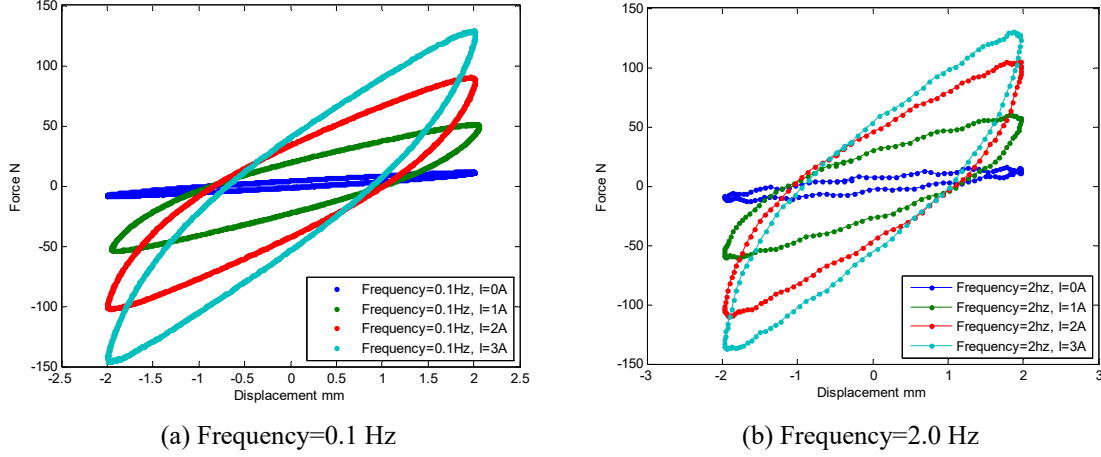 150
100
50
0
-50
-100
-150
Force N
-2.5 -2 -1.5 -1 -0.5 0 0.5 1 1.5 2 2.5
Displacement mm
Frequency=0.1Hz, I=0A
Frequency=0.1Hz, I=1A
Frequency=0.1Hz, I=2A
Frequency=0.1Hz, I=3A
(a) Frequency=0.1 Hz
150
100
50
0
-50
-100
-150
Force N
-3 -2 -1 0 1 2 3
Displacement mm
Frequency=2hz, I=0A
Frequency=2hz, I=1A
Frequency=2hz, I=2A
Frequency=2hz, I=3A
(b) Frequency=2.0 Hz